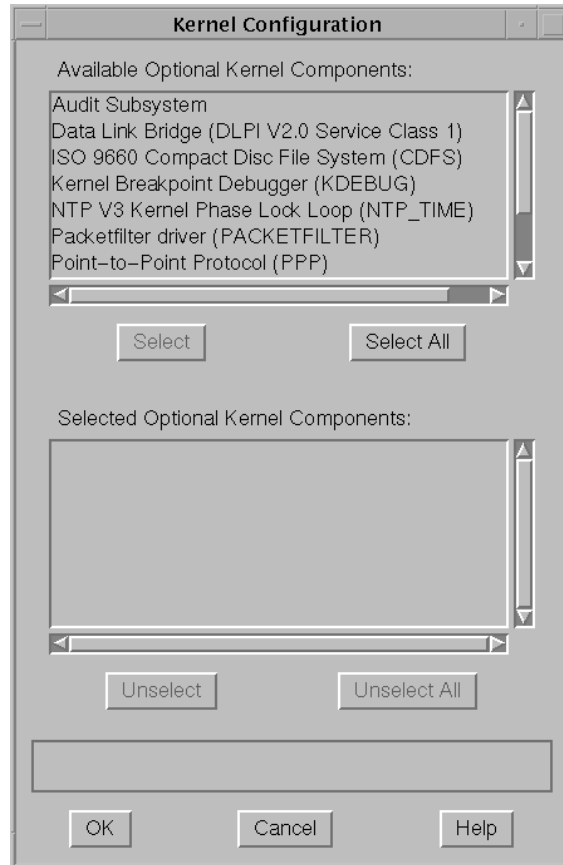 Kernel Configuration
Available Optional Kernel Components:
Audit Subsystem
Data Link Bridge (DLPI V2.0 Service Class 1)
ISO 9660 Compact Disc File System (CDFS)
Kernel Breakpoint Debugger (KDEBUG)
NTP V3 Kernel Phase Lock Loop (NTP_TIME)
Packetfilter driver (PACKETFILTER)
Point-to-Point Protocol (PPP)
Select Select All
Selected Optional Kernel Components:
Unselect Unselect All
OK Cancel Help